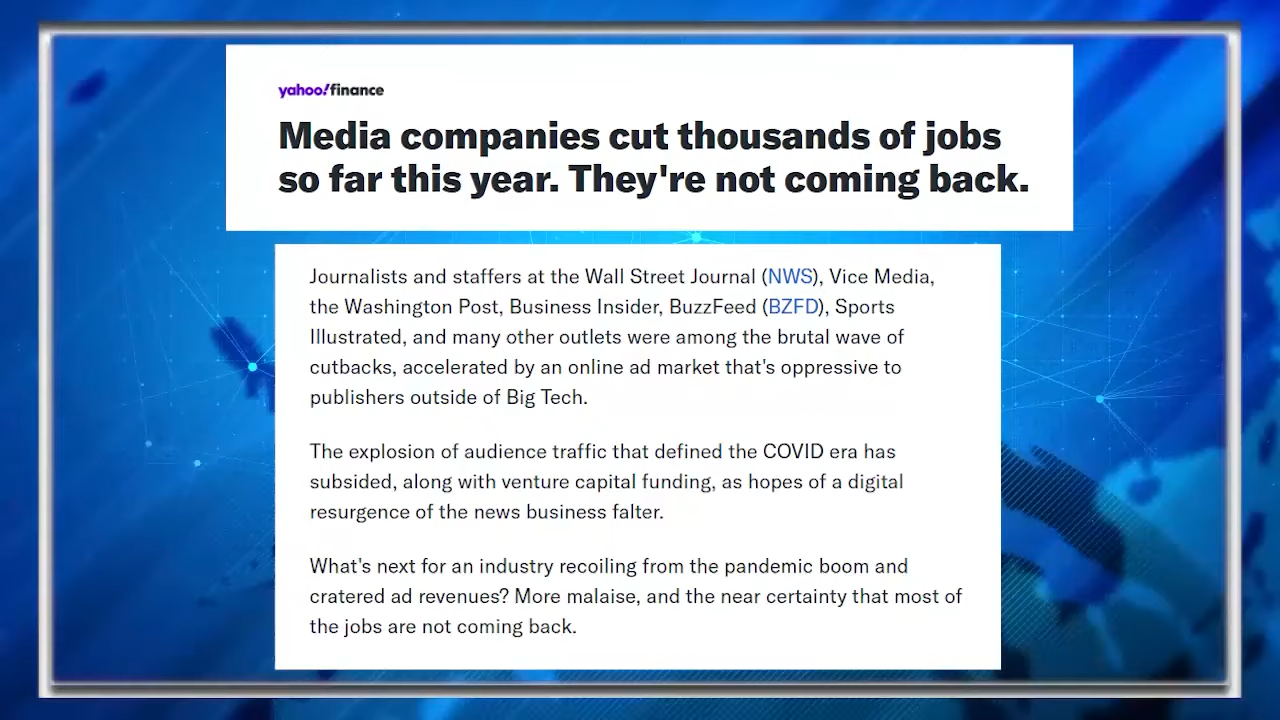 yahoo!finance
Media companies cut thousands of jobs
so far this year. They're not coming back.
Journalists and staffers at the Wall Street Journal (NWS), Vice Media,
the Washington Post, Business Insider, BuzzFeed (BZFD), Sports
Illustrated, and many other outlets were among the brutal wave of
cutbacks, accelerated by an online ad market that's oppressive to
publishers outside of Big Tech.
The explosion of audience traffic that defined the COVID era has
subsided, along with venture capital funding, as hopes of a digital
resurgence of the news business falter.
What's next for an industry recoiling from the pandemic boom and
cratered ad revenues? More malaise, and the near certainty that most of
the jobs are not coming back.